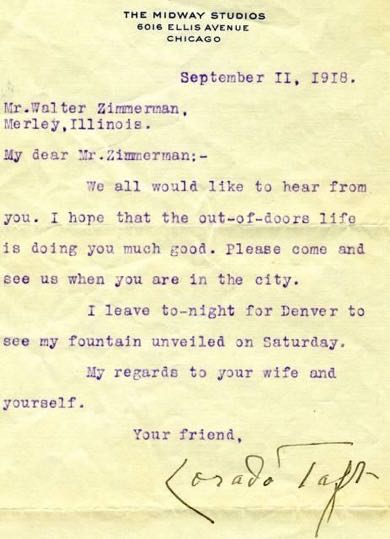 THE MIDWAY STUDIOS
6016 ELLIS AVENUE
CHICAGO
September II, I9I8.
Mr.Walter Zimmerman,
Merley,Illinois.
My dear Mr.Zimmerman:-
We all would like to hear from
you. I hope that the out-of-doors life
is doing you much good. Please come and
see us when you are in the city.
I leave to-night for Denver to
see my fountain unveiled on Saturday.
My regards to your wife and
yourself.
Your friend,
Lorado Taft